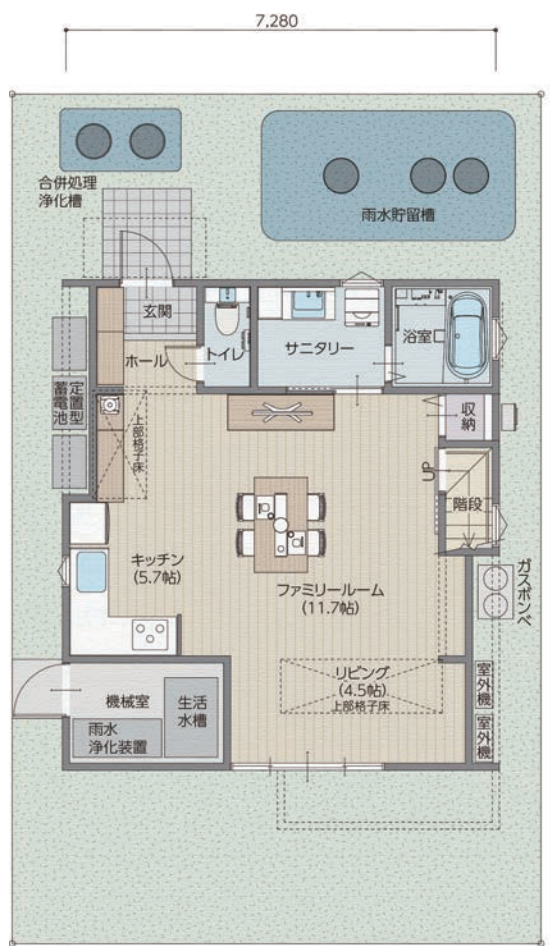 7,280
合併処理
浄化槽
雨水貯留槽
玄関
ホール
トイレ
サニタリー
浴室
定置型
蓄電池
上部格子床
収納
UP
階段
キッチン
(5.7帖)
ファミリールーム
(11.7帖)
ガスボンベ
リビング
(4.5帖)
上部格子床
機械室
生活
水槽
雨水
浄化装置
室外機
室外機